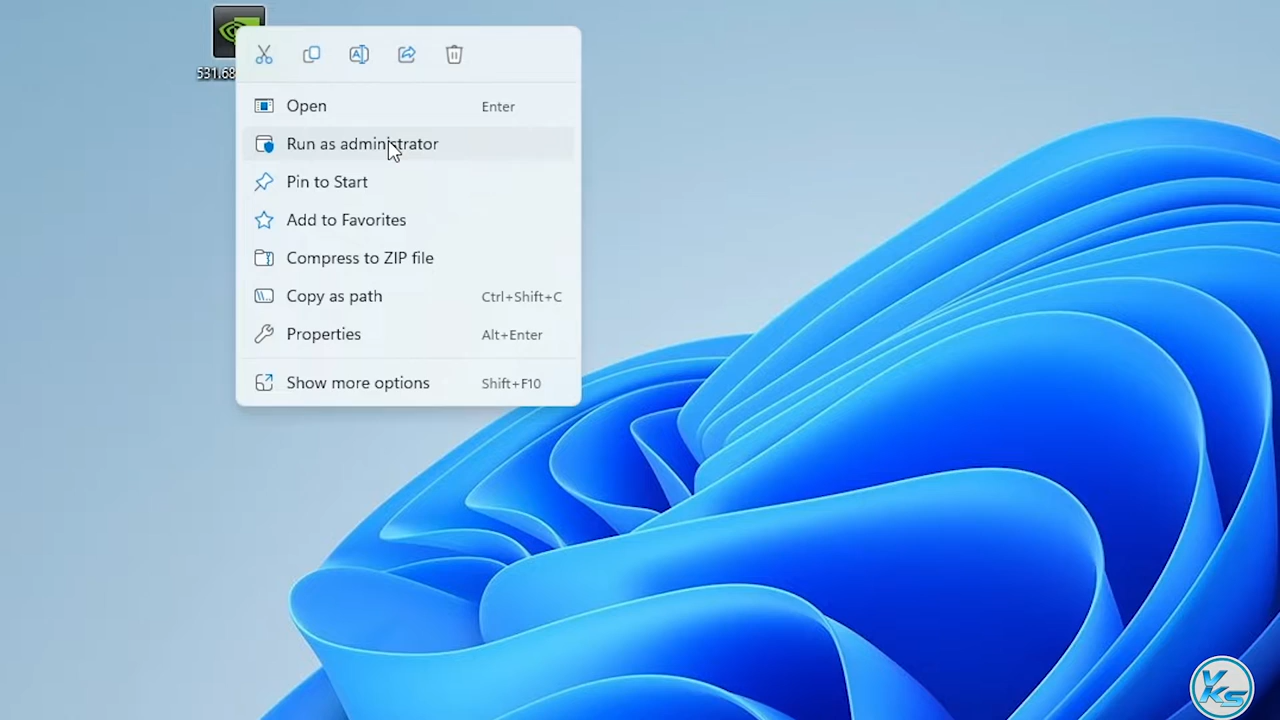 531.68
Open Enter
Run as administrator
Pin to Start
Add to Favorites
Compress to ZIP file
Copy as path Ctrl+Shift+C
Properties Alt+Enter
Show more options Shift+F10
VKS